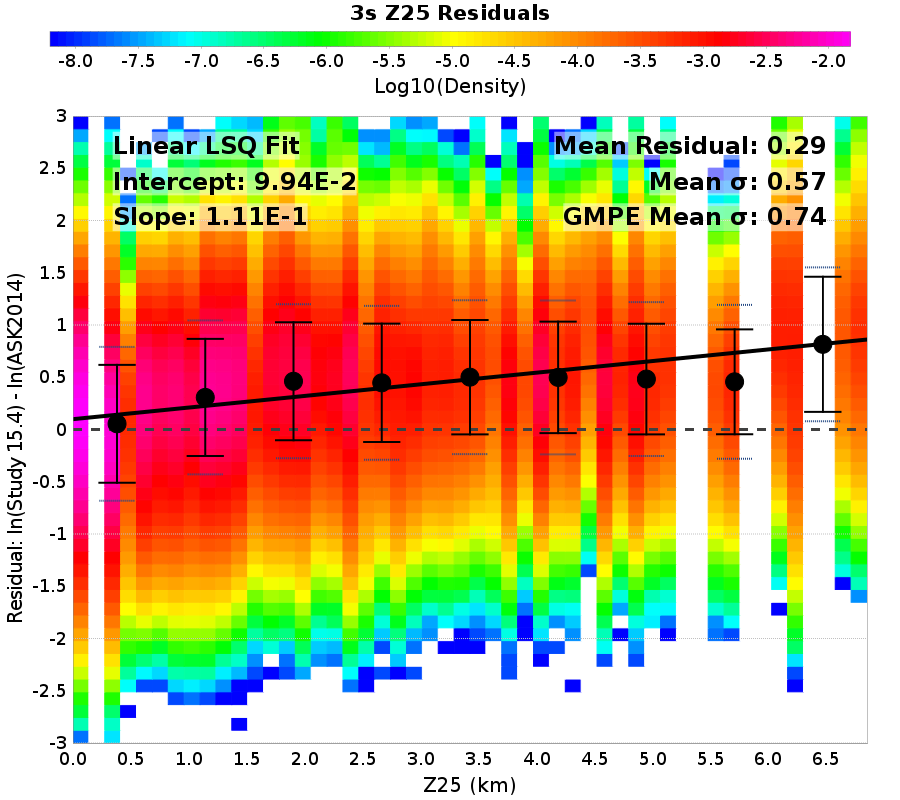 3s Z25 Residuals
-8.0 -7.5 -7.0 -6.5 -6.0 -5.5 -5.0 -4.5 -4.0 -3.5 -3.0 -2.5 -2.0
Log10(Density)
Linear LSQ Fit
Intercept: 9.94E-2
Slope: 1.11E-1
Mean Residual: 0.29
Mean σ: 0.57
GMPE Mean σ: 0.74
Residual: ln(Study 15.4) - ln(ASK2014)
3
2.5
2
1.5
1
0.5
0
-0.5
-1
-1.5
-2
-2.5
-3
0.0 0.5 1.0 1.5 2.0 2.5 3.0 3.5 4.0 4.5 5.0 5.5 6.0 6.5
Z25 (km)